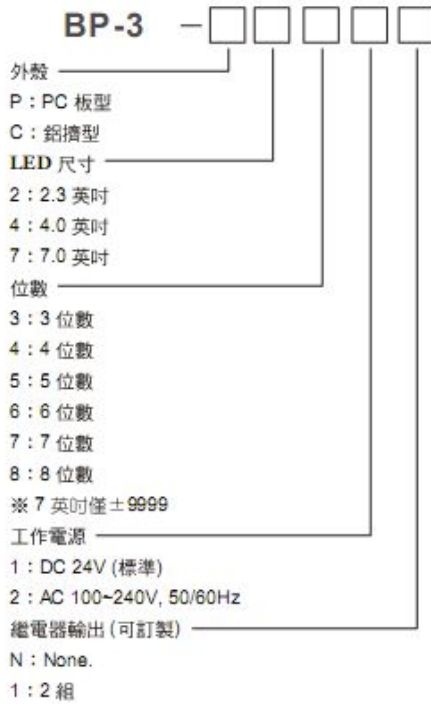 BP-3 -□□□□□
外殼
P：PC 板型
C：鋁擠型
LED 尺寸
2：2.3 英吋
4：4.0 英吋
7：7.0 英吋
位數
3：3 位數
4：4 位數
5：5 位數
6：6 位數
7：7 位數
8：8 位數
※ 7 英吋僅±9999
工作電源
1：DC 24V (標準)
2：AC 100~240V, 50/60Hz
繼電器輸出 (可訂製)
N：None.
1：2 組